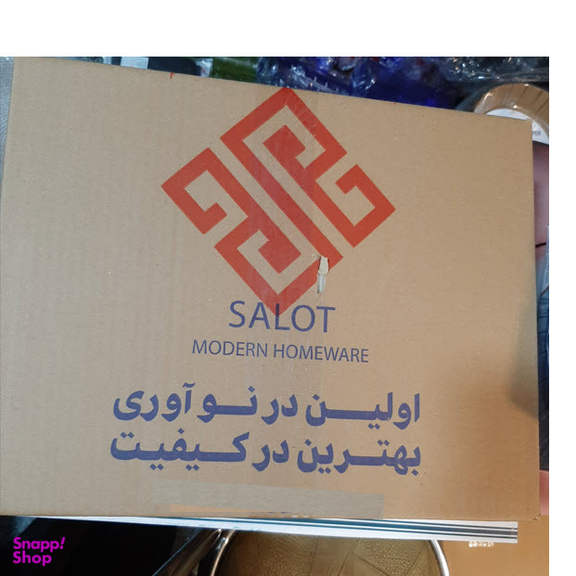 SALOT
MODERN HOMEWARE
اولین در نوآوری
بهترین در کیفیت
Snapp!
Shop